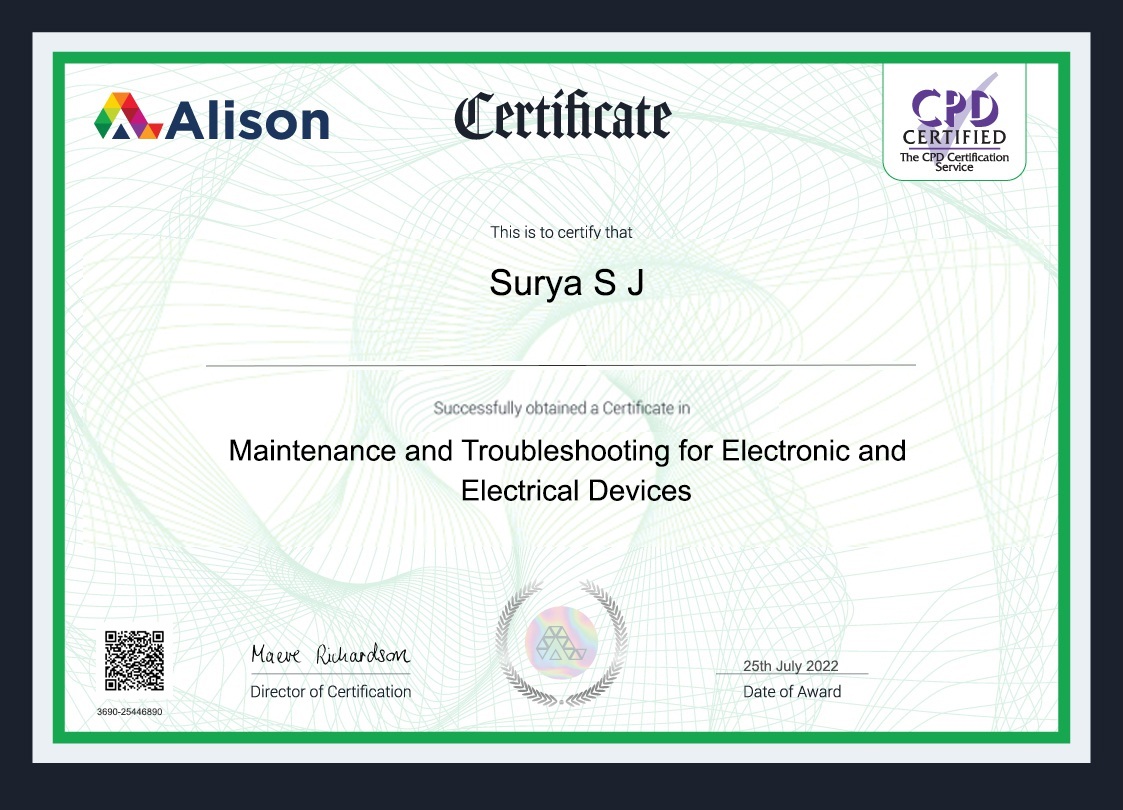 Alison
Certificate
CPD
CERTIFIED
The CPD Certification
Service
This is to certify that
Surya S J
Successfully obtained a Certificate in
Maintenance and Troubleshooting for Electronic and
Electrical Devices
Maeve Richardson
Director of Certification
25th July 2022
Date of Award
3690-25446890